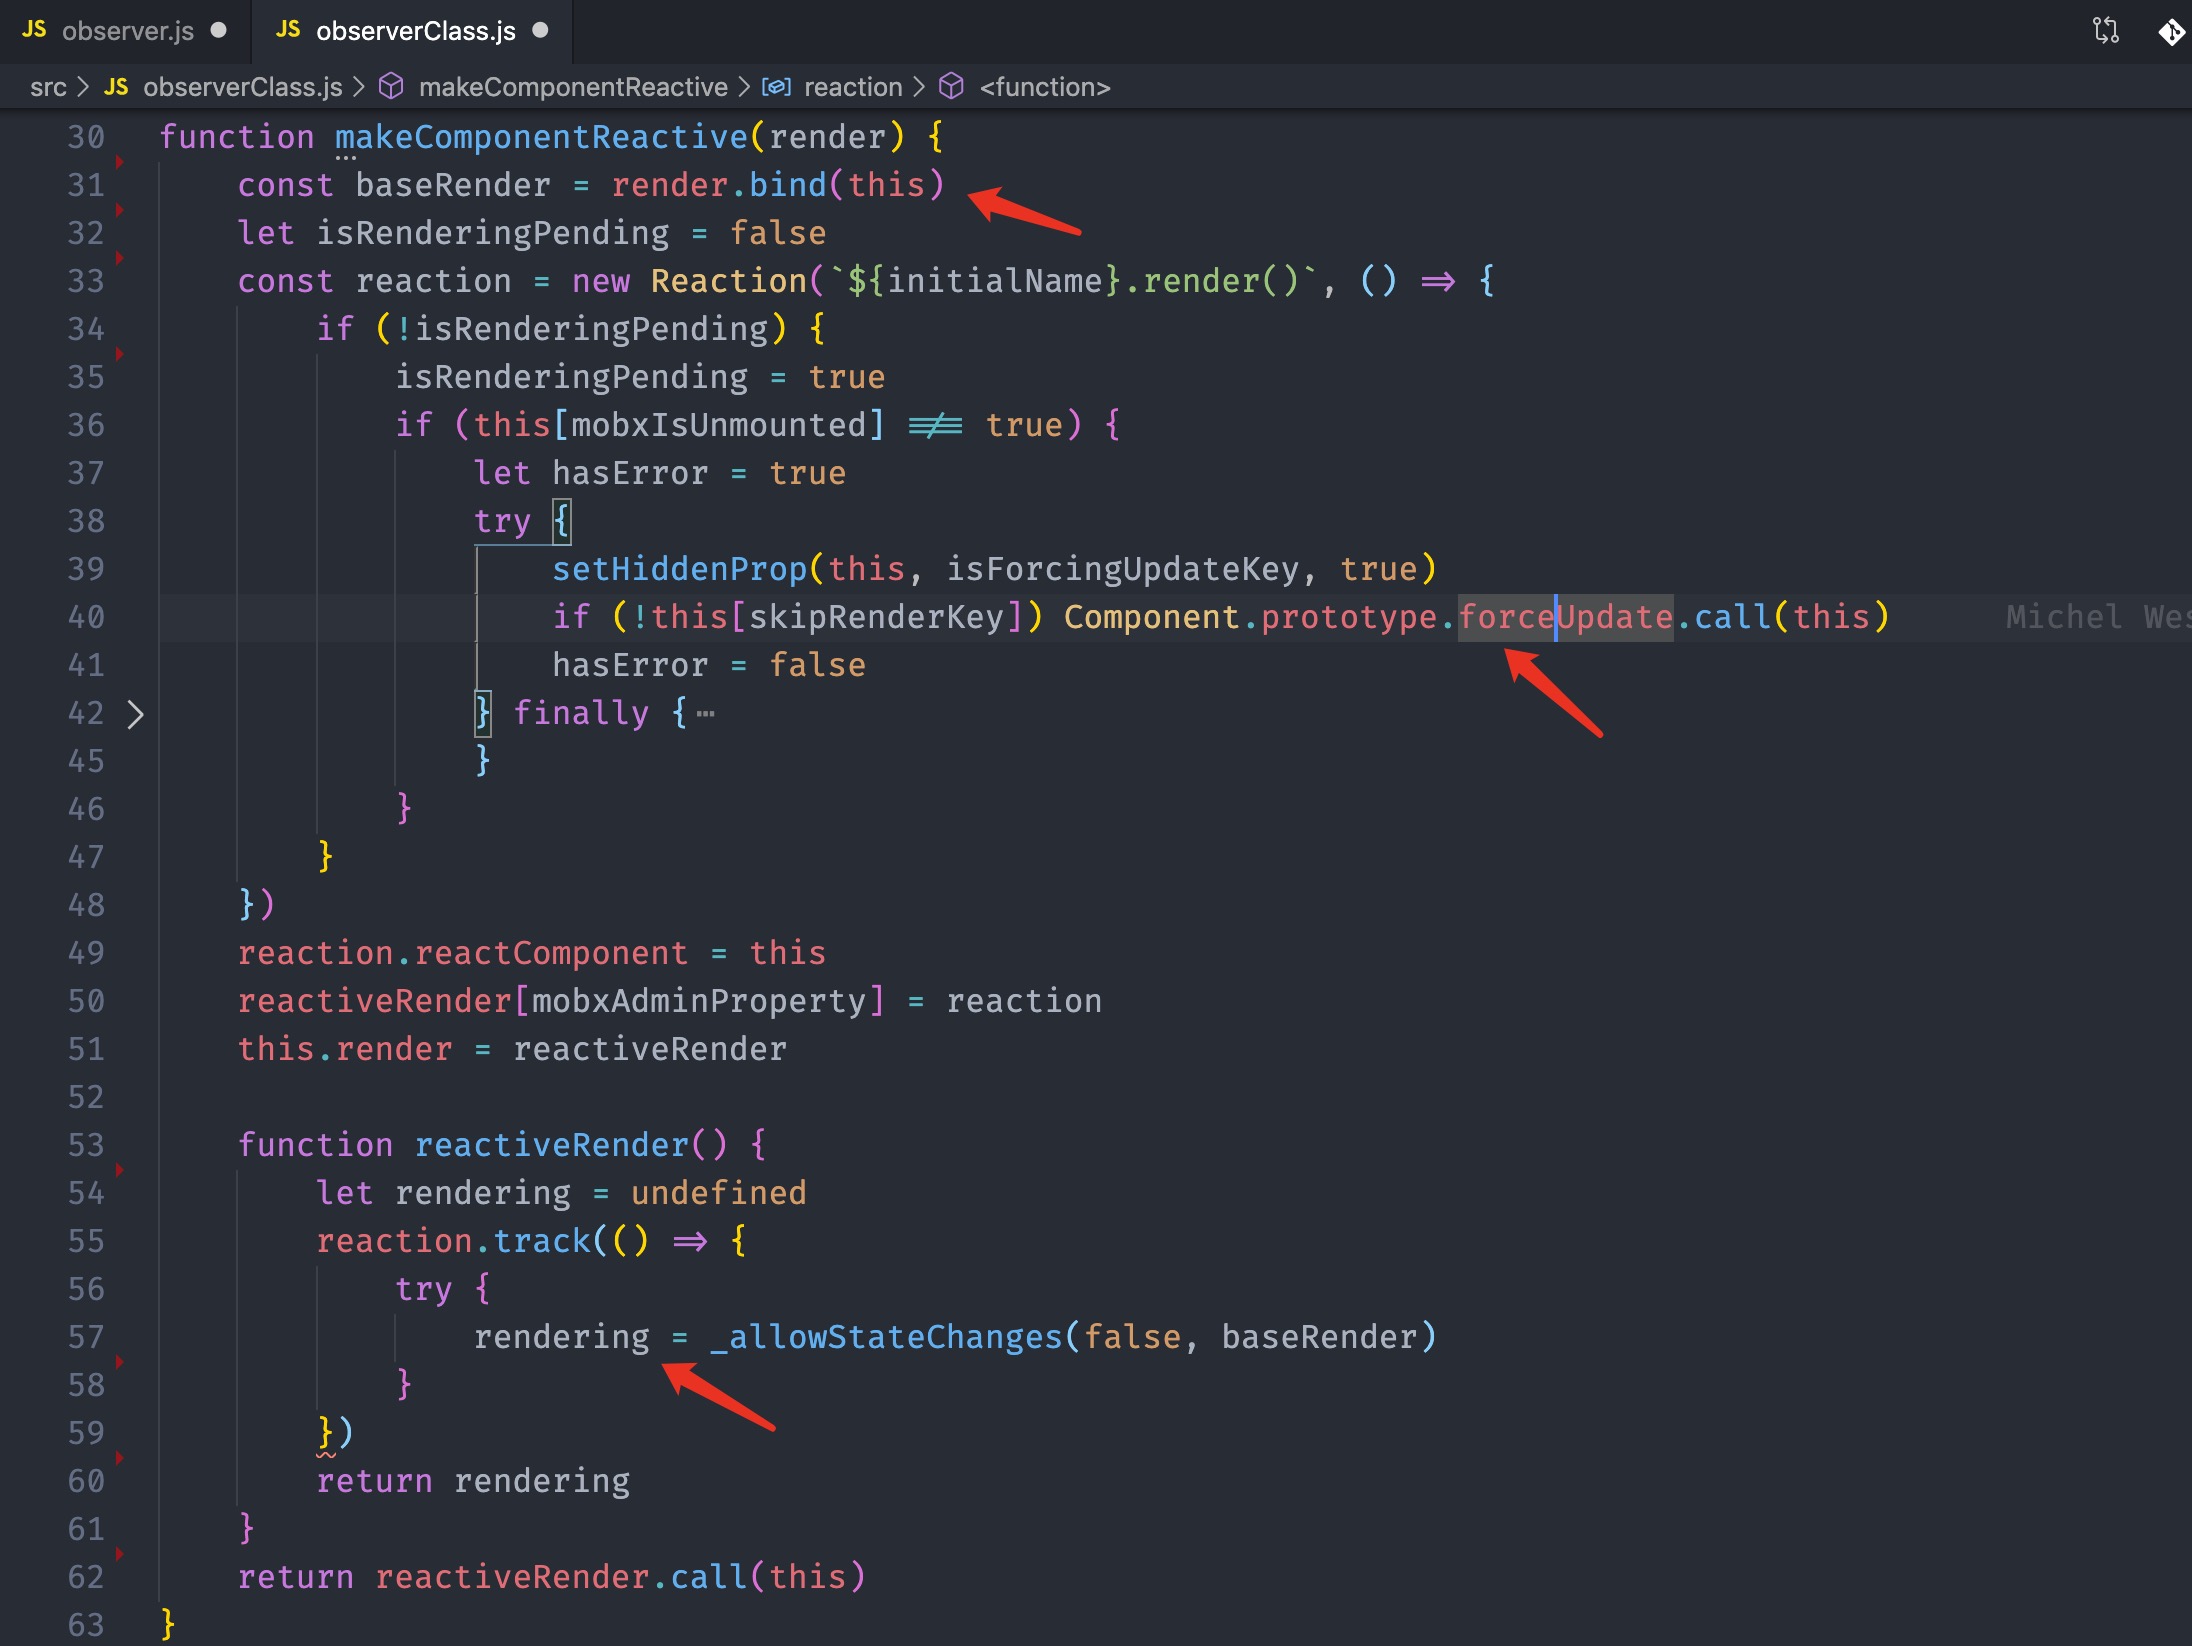 JS observer.js JS observerClass.js
src > JS observerClass.js > makeComponentReactive > reaction > <function>
30 function makeComponentReactive(render) {
31 const baseRender = render.bind(this)
32 let isRenderingPending = false
33 const reaction = new Reaction(`${initialName}.render()`, () => {
34 if (!isRenderingPending) {
35 isRenderingPending = true
36 if (this[mobxIsUnmounted] !== true) {
37 let hasError = true
38 try {
39 setHiddenProp(this, isForcingUpdateKey, true)
40 if (!this[skipRenderKey]) Component.prototype.forceUpdate.call(this) Michel Wes
41 hasError = false
42 } finally {⋯
45 }
46 }
47 }
48 })
49 reaction.reactComponent = this
50 reactiveRender[mobxAdminProperty] = reaction
51 this.render = reactiveRender
52
53 function reactiveRender() {
54 let rendering = undefined
55 reaction.track(() => {
56 try {
57 rendering = _allowStateChanges(false, baseRender)
58 }
59 })
60 return rendering
61 }
62 return reactiveRender.call(this)
63 }